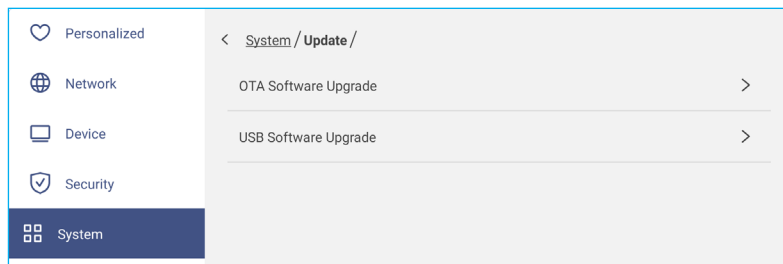 Personalized
Network
Device
Security
System
< System / Update /
OTA Software Upgrade >
USB Software Upgrade >